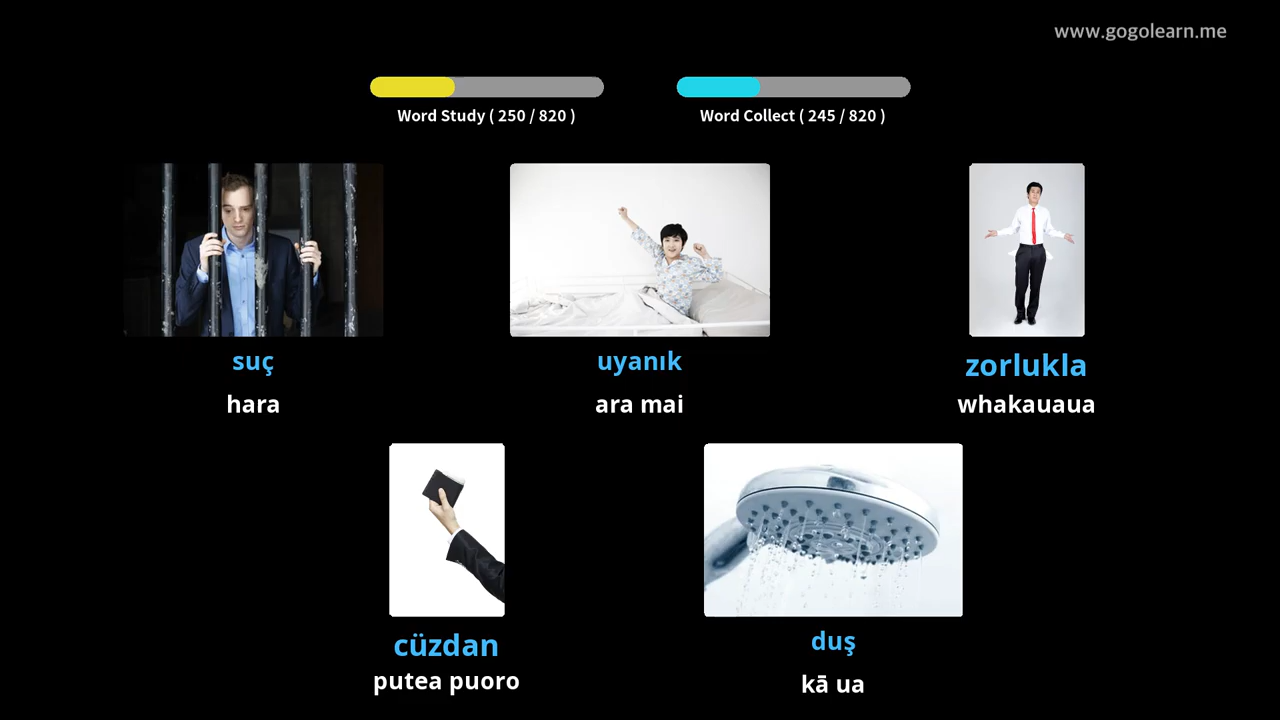 www.gogolearn.me
Word Study ( 250 / 820 )
Word Collect ( 245 / 820 )
suç
hara
uyanık
ara mai
zorlukla
whakauaua
cüzdan
putea puoro
duş
kā ua